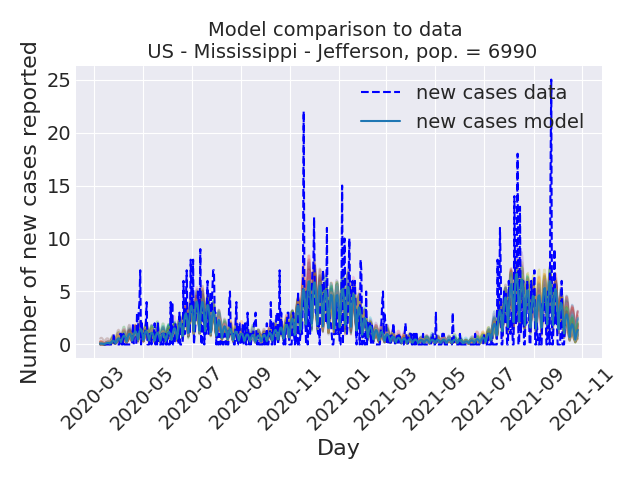 Model comparison to data
US - Mississippi - Jefferson, pop. = 6990
Number of new cases reported
25
20
15
10
5
0
new cases data
new cases model
2020-03
2020-05
2020-07
2020-09
2020-11
2021-01
2021-03
2021-05
2021-07
2021-09
2021-11
Day